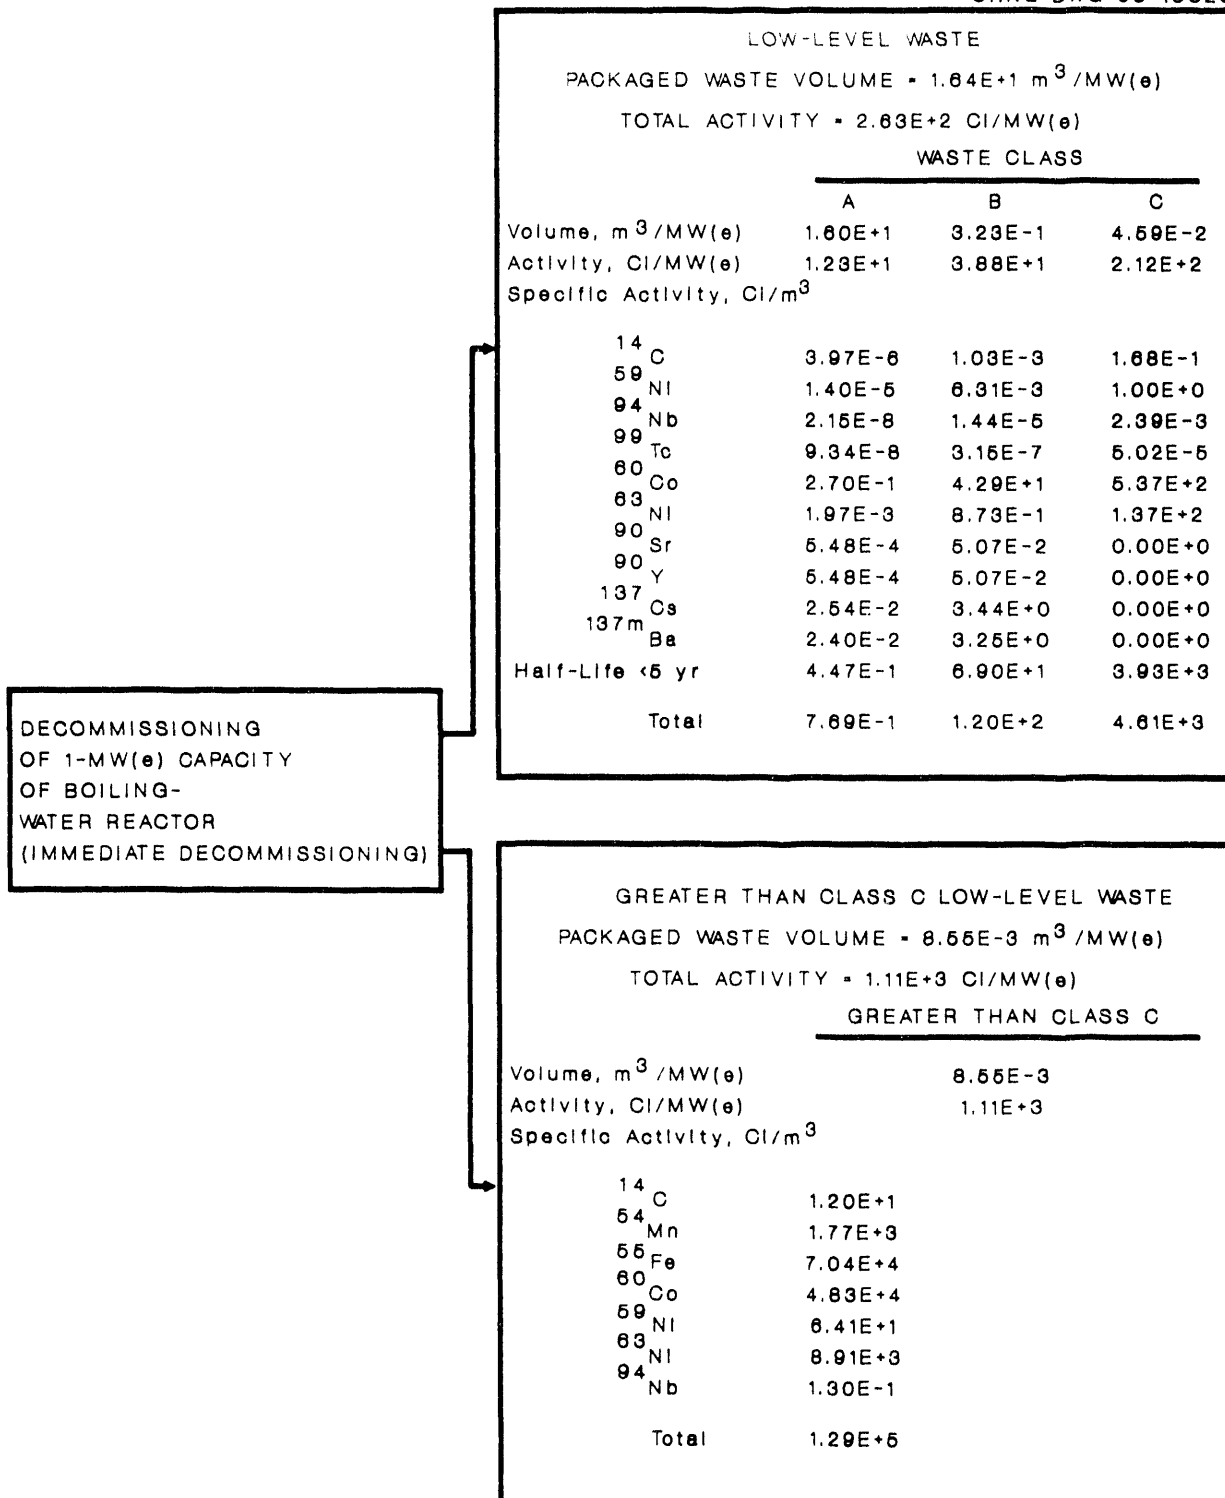 LOW-LEVEL WASTE
PACKAGED WASTE VOLUME = 1.64E+1 m³/MW(e)
TOTAL ACTIVITY = 2.63E+2 Ci/MW(e)
WASTE CLASS
A B C
Volume, m³/MW(e) 1.60E+1 3.23E-1 4.59E-2
Activity, Ci/MW(e) 1.23E+1 3.88E+1 2.12E+2
Specific Activity, Ci/m³
¹⁴C 3.97E-6 1.03E-3 1.68E-1
⁵⁹Ni 1.40E-5 6.31E-3 1.00E+0
⁹⁴Nb 2.15E-8 1.44E-5 2.39E-3
⁹⁹Tc 9.34E-8 3.15E-7 5.02E-5
⁶⁰Co 2.70E-1 4.29E+1 5.37E+2
⁶³Ni 1.97E-3 8.73E-1 1.37E+2
⁹⁰Sr 5.48E-4 5.07E-2 0.00E+0
⁹⁰Y 5.48E-4 5.07E-2 0.00E+0
¹³⁷Cs 2.54E-2 3.44E+0 0.00E+0
¹³⁷ᵐBa 2.40E-2 3.25E+0 0.00E+0
Half-Life <5 yr 4.47E-1 6.90E+1 3.93E+3
Total 7.69E-1 1.20E+2 4.61E+3
DECOMMISSIONING
OF 1-MW(e) CAPACITY
OF BOILING-
WATER REACTOR
(IMMEDIATE DECOMMISSIONING)
GREATER THAN CLASS C LOW-LEVEL WASTE
PACKAGED WASTE VOLUME = 8.55E-3 m³/MW(e)
TOTAL ACTIVITY = 1.11E+3 Ci/MW(e)
GREATER THAN CLASS C
Volume, m³/MW(e) 8.55E-3
Activity, Ci/MW(e) 1.11E+3
Specific Activity, Ci/m³
¹⁴C 1.20E+1
⁵⁴Mn 1.77E+3
⁵⁵Fe 7.04E+4
⁶⁰Co 4.83E+4
⁵⁹Ni 6.41E+1
⁶³Ni 8.91E+3
⁹⁴Nb 1.30E-1
Total 1.29E+5